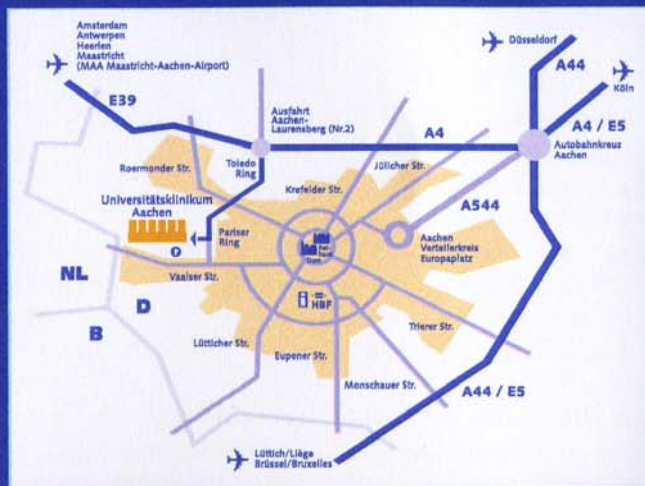 Amsterdam
Antwerpen
Heerlen
Maastricht
(MAA Maastricht-Aachen-Airport)
Düsseldorf
A44
Köln
E39
Ausfahrt
Aachen-
Laurensberg (Nr.2)
A4
A4 / E5
Autobahnkreuz
Aachen
Roermonder Str.
Toledo
Ring
Jülicher Str.
Krefelder Str.
Universitätsklinikum
Aachen
A544
Pariser
Ring
Aachen
Verteilerkreis
Europaplatz
Dom
P
NL
Vaalser Str.
D
HBF
B
Lütticher Str.
Eupener Str.
Trierer Str.
Monschauer Str.
A44 / E5
Lüttich/Liège
Brüssel/Bruxelles